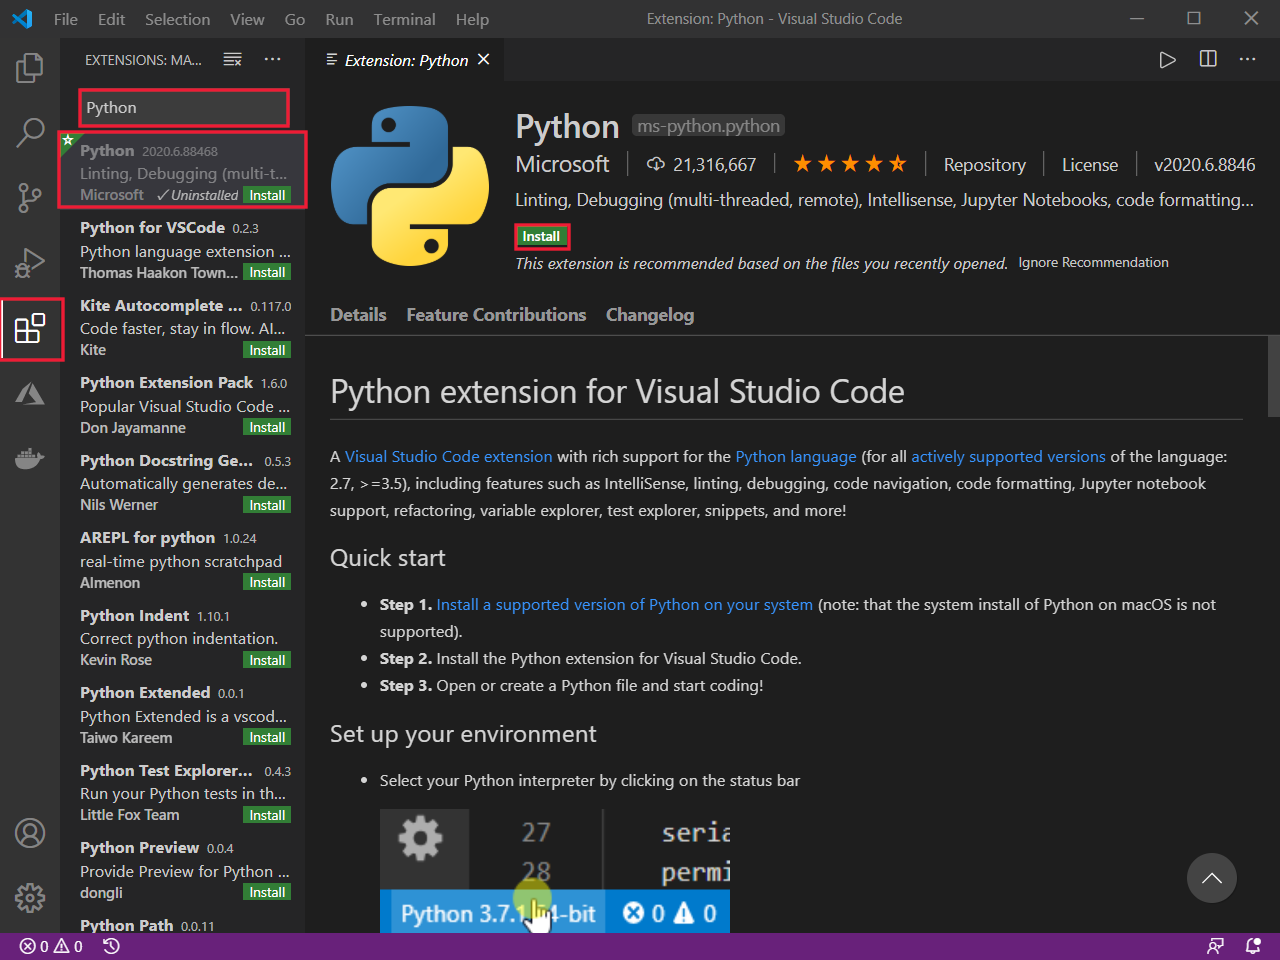 File Edit Selection View Go Run Terminal Help Extension: Python - Visual Studio Code
EXTENSIONS: MA...
Python
Python 2020.6.88468
Linting, Debugging (multi-t...
Microsoft ✓ Uninstalled Install
Python for VSCode 0.2.3
Python language extension ...
Thomas Haakon Town... Install
Kite Autocomplete ... 0.117.0
Code faster, stay in flow. AI...
Kite Install
Python Extension Pack 1.6.0
Popular Visual Studio Code ...
Don Jayamanne Install
Python Docstring Ge... 0.5.3
Automatically generates de...
Nils Werner Install
AREPL for python 1.0.24
real-time python scratchpad
Almenon Install
Python Indent 1.10.1
Correct python indentation.
Kevin Rose Install
Python Extended 0.0.1
Python Extended is a vscod...
Taiwo Kareem Install
Python Test Explorer... 0.4.3
Run your Python tests in th...
Little Fox Team Install
Python Preview 0.0.4
Provide Preview for Python ...
dongli Install
Python Path 0.0.11
Extension: Python
Python ms-python.python
Microsoft 21,316,667 Repository License v2020.6.8846
Linting, Debugging (multi-threaded, remote), Intellisense, Jupyter Notebooks, code formatting...
Install
This extension is recommended based on the files you recently opened. Ignore Recommendation
Details Feature Contributions Changelog
Python extension for Visual Studio Code
A Visual Studio Code extension with rich support for the Python language (for all actively supported versions of the language:
2.7, >=3.5), including features such as IntelliSense, linting, debugging, code navigation, code formatting, Jupyter notebook
support, refactoring, variable explorer, test explorer, snippets, and more!
Quick start
• Step 1. Install a supported version of Python on your system (note: that the system install of Python on macOS is not
supported).
• Step 2. Install the Python extension for Visual Studio Code.
• Step 3. Open or create a Python file and start coding!
Set up your environment
• Select your Python interpreter by clicking on the status bar
27 seria
28 permi
Python 3.7.1 4-bit 0 0
0 0